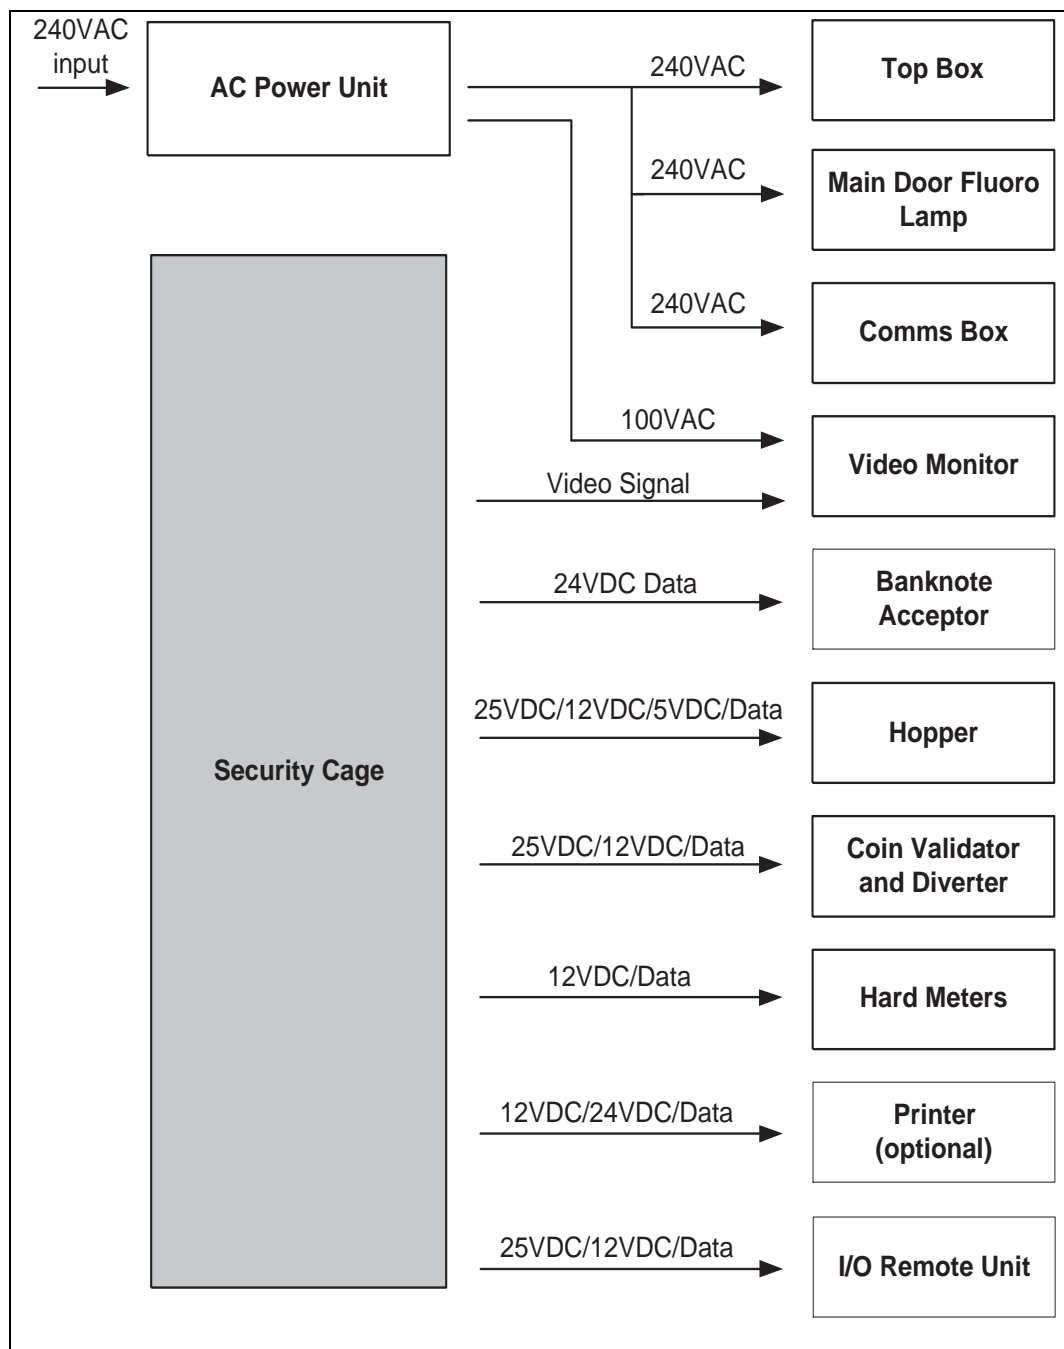 240VAC
input
AC Power Unit
240VAC
Top Box
240VAC
Main Door Fluoro
Lamp
240VAC
Comms Box
100VAC
Video Monitor
Video Signal
24VDC Data
Banknote
Acceptor
25VDC/12VDC/5VDC/Data
Hopper
Security Cage
25VDC/12VDC/Data
Coin Validator
and Diverter
12VDC/Data
Hard Meters
12VDC/24VDC/Data
Printer
(optional)
25VDC/12VDC/Data
I/O Remote Unit